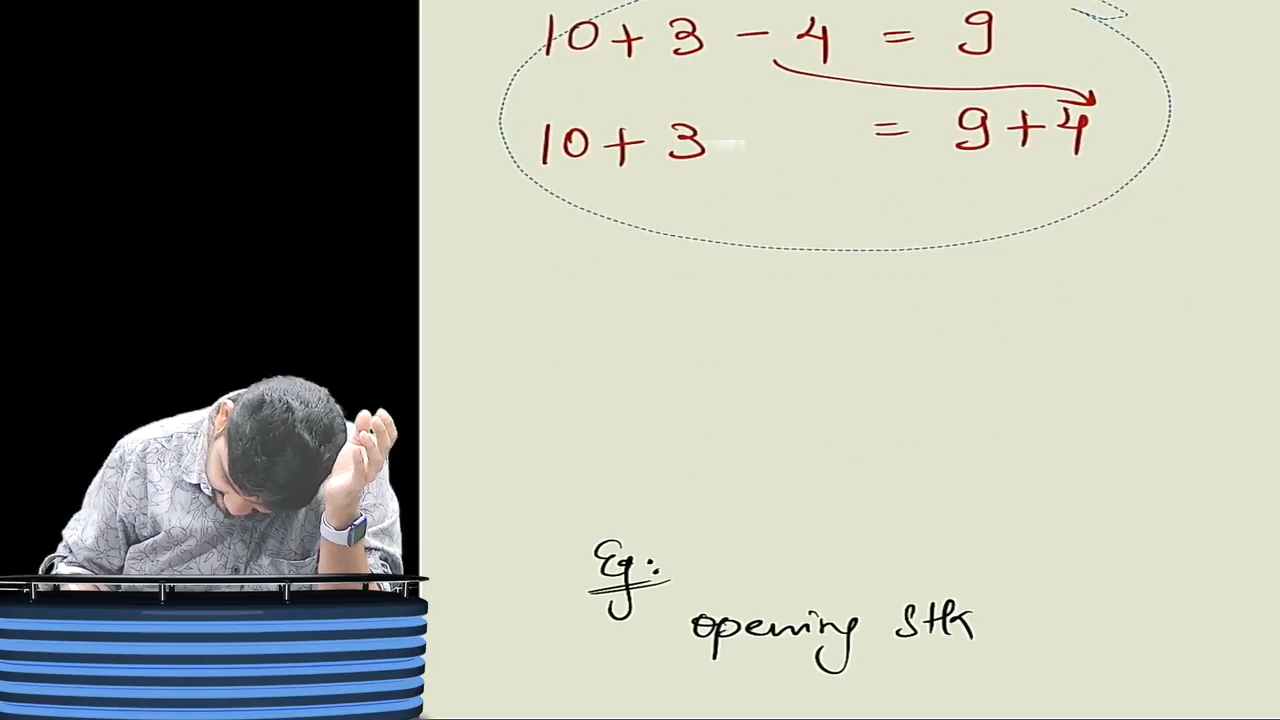 10 + 3 - 4 = 9
10 + 3 = 9 + 4
Eg:
opening Stk